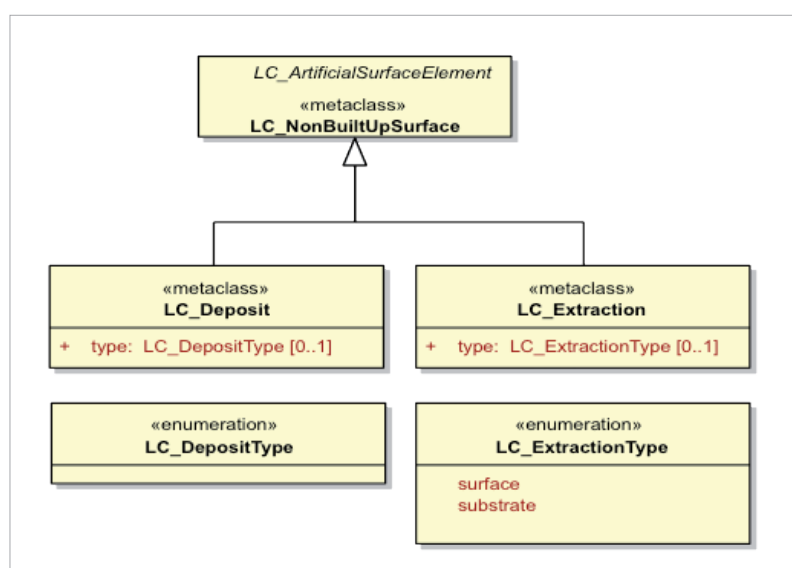 LC_ArtificialSurfaceElement
«metaclass»
LC_NonBuiltUpSurface
«metaclass»
LC_Deposit
+ type: LC_DepositType [0..1]
«metaclass»
LC_Extraction
+ type: LC_ExtractionType [0..1]
«enumeration»
LC_DepositType
«enumeration»
LC_ExtractionType
surface
substrate